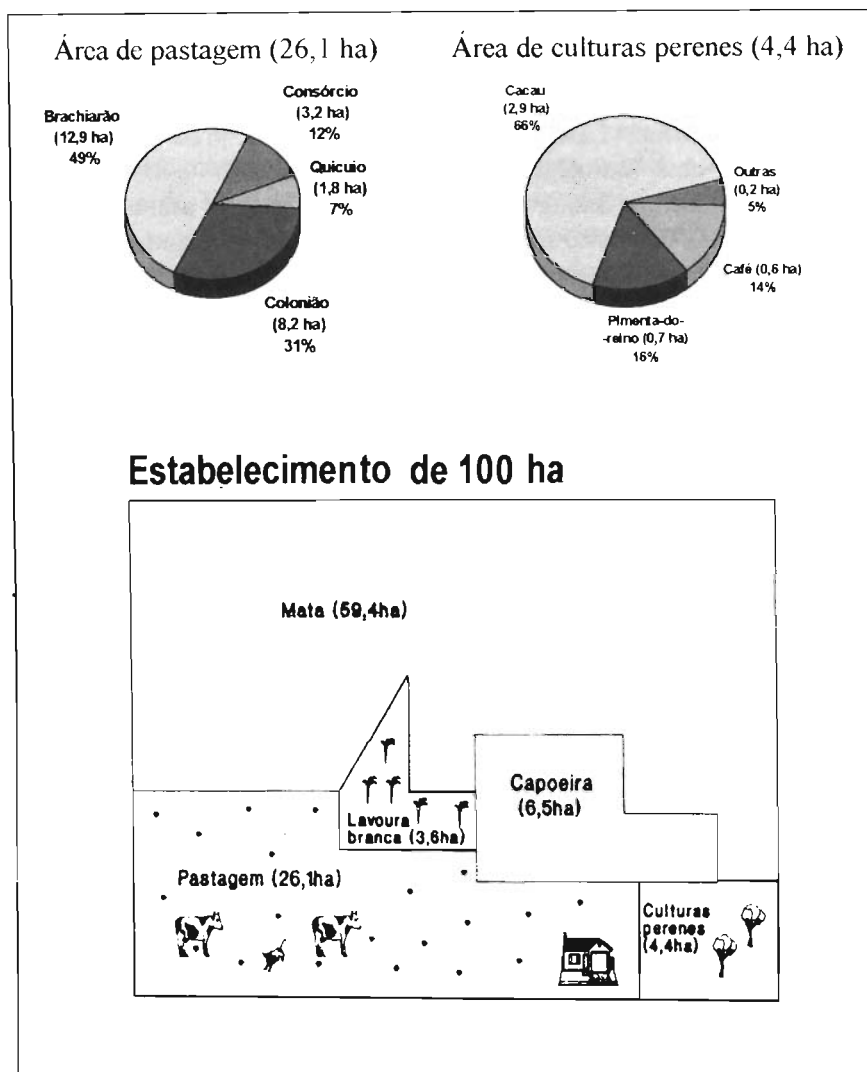 Área de pastagem (26,1 ha)
Brachiarão
(12,9 ha)
49%
Consórcio
(3,2 ha)
12%
Quicuio
(1,8 ha)
7%
Colonião
(8,2 ha)
31%
Área de culturas perenes (4,4 ha)
Cacau
(2,9 ha)
66%
Outras
(0,2 ha)
5%
Café (0,6 ha)
14%
Pimenta-do-
-reino (0,7 ha)
16%
Estabelecimento de 100 ha
Mata (59,4ha)
Capoeira
(6,5ha)
Lavoura
branca (3,6ha)
Pastagem (26,1ha)
Culturas
perenes
(4,4ha)